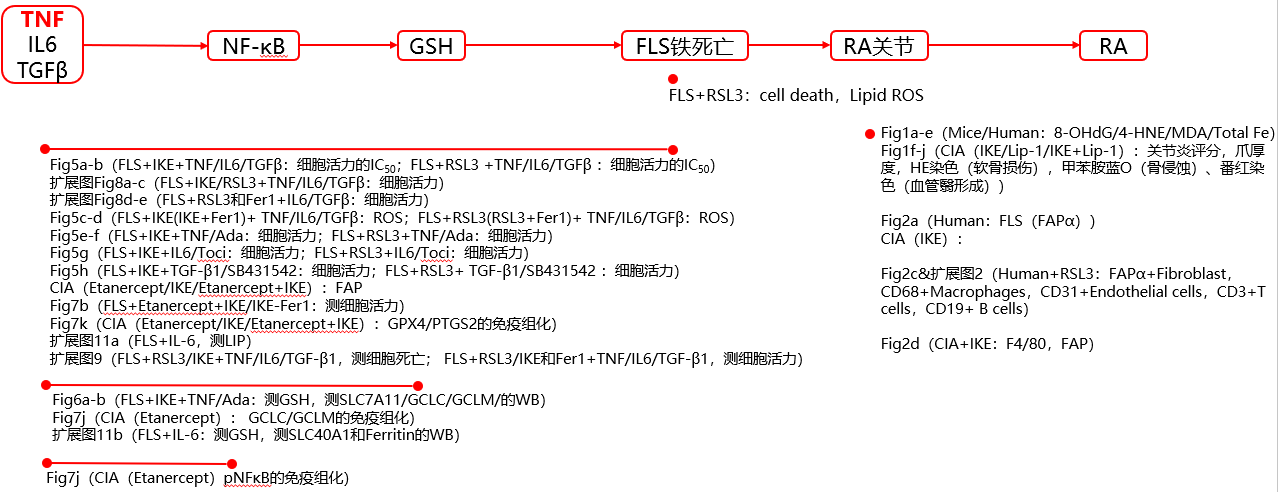 TNF
IL6
TGFβ
NF-κB
GSH
FLS铁死亡
RA关节
RA
FLS+RSL3：cell death，Lipid ROS
Fig5a-b（FLS+IKE+TNF/IL6/TGFβ：细胞活力的IC50；FLS+RSL3 +TNF/IL6/TGFβ ：细胞活力的IC50）
扩展图Fig8a-c（FLS+IKE/RSL3+TNF/IL6/TGFβ：细胞活力）
扩展图Fig8d-e（FLS+RSL3和Fer1+IL6/TGFβ：细胞活力）
Fig5c-d（FLS+IKE(IKE+Fer1)+ TNF/IL6/TGFβ：ROS；FLS+RSL3(RSL3+Fer1)+ TNF/IL6/TGFβ：ROS）
Fig5e-f（FLS+IKE+TNF/Ada：细胞活力；FLS+RSL3+TNF/Ada：细胞活力）
Fig5g（FLS+IKE+IL6/Toci：细胞活力；FLS+RSL3+IL6/Toci：细胞活力）
Fig5h（FLS+IKE+TGF-β1/SB431542：细胞活力；FLS+RSL3+ TGF-β1/SB431542 ：细胞活力）
CIA（Etanercept/IKE/Etanercept+IKE）：FAP
Fig7b（FLS+Etanercept+IKE/IKE-Fer1：测细胞活力）
Fig7k（CIA（Etanercept/IKE/Etanercept+IKE）：GPX4/PTGS2的免疫组化）
扩展图11a（FLS+IL-6，测LIP）
扩展图9（FLS+RSL3/IKE+TNF/IL6/TGF-β1，测细胞死亡； FLS+RSL3/IKE和Fer1+TNF/IL6/TGF-β1，测细胞活力）
Fig6a-b（FLS+IKE+TNF/Ada：测GSH，测SLC7A11/GCLC/GCLM/的WB）
Fig7j（CIA（Etanercept）： GCLC/GCLM的免疫组化）
扩展图11b（FLS+IL-6：测GSH，测SLC40A1和Ferritin的WB）
Fig7j（CIA（Etanercept）pNFκB的免疫组化）
Fig1a-e（Mice/Human：8-OHdG/4-HNE/MDA/Total Fe）
Fig1f-j（CIA（IKE/Lip-1/IKE+Lip-1）：关节炎评分，爪厚
度，HE染色（软骨损伤），甲苯胺蓝O（骨侵蚀）、番红染
色（血管翳形成））
Fig2a（Human：FLS（FAPα））
CIA（IKE）：
Fig2c&扩展图2（Human+RSL3：FAPα+Fibroblast，
CD68+Macrophages，CD31+Endothelial cells，CD3+T
cells，CD19+ B cells）
Fig2d（CIA+IKE：F4/80，FAP）